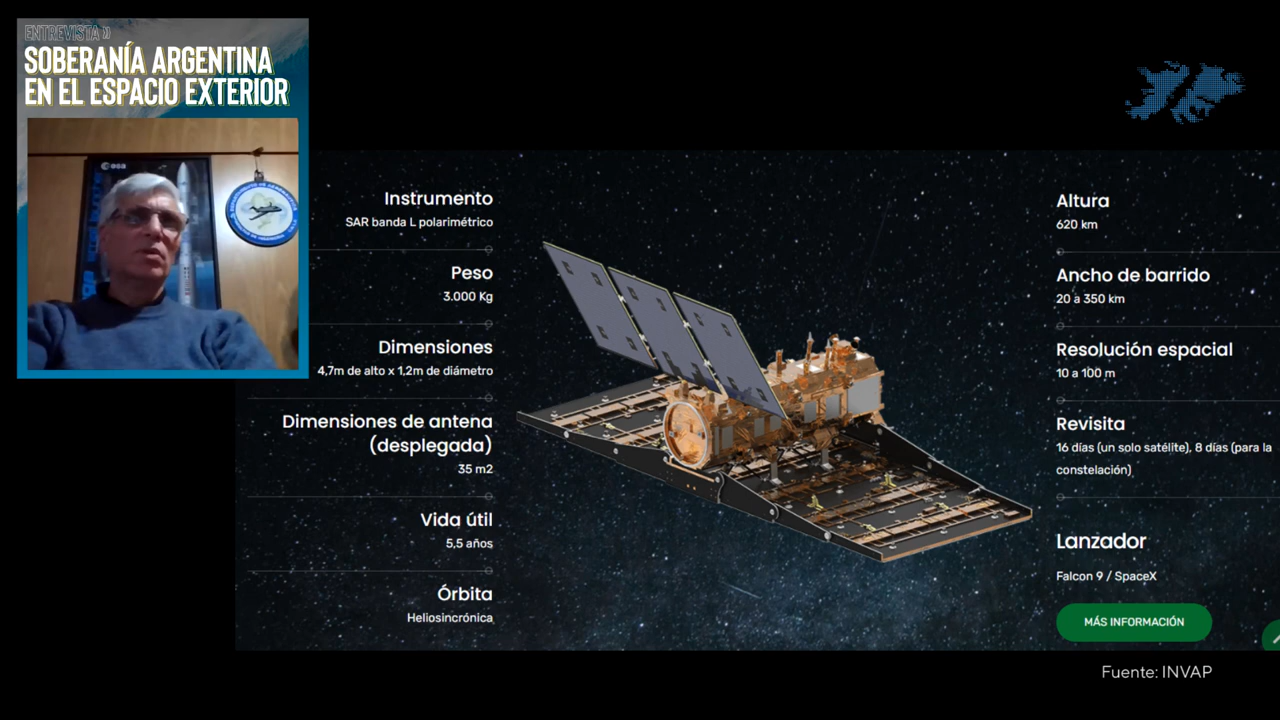 ENTREVISTA »
SOBERANÍA ARGENTINA
EN EL ESPACIO EXTERIOR
esa
Instrumento
SAR banda L polarimétrico
Peso
3.000 Kg
Dimensiones
4,7m de alto x 1,2m de diámetro
Dimensiones de antena
(desplegada)
35 m2
Vida útil
5,5 años
Órbita
Heliosincrónica
Altura
620 km
Ancho de barrido
20 a 350 km
Resolución espacial
10 a 100 m
Revisita
16 días (un solo satélite), 8 días (para la
constelación)
Lanzador
Falcon 9 / SpaceX
MÁS INFORMACIÓN
Fuente: INVAP